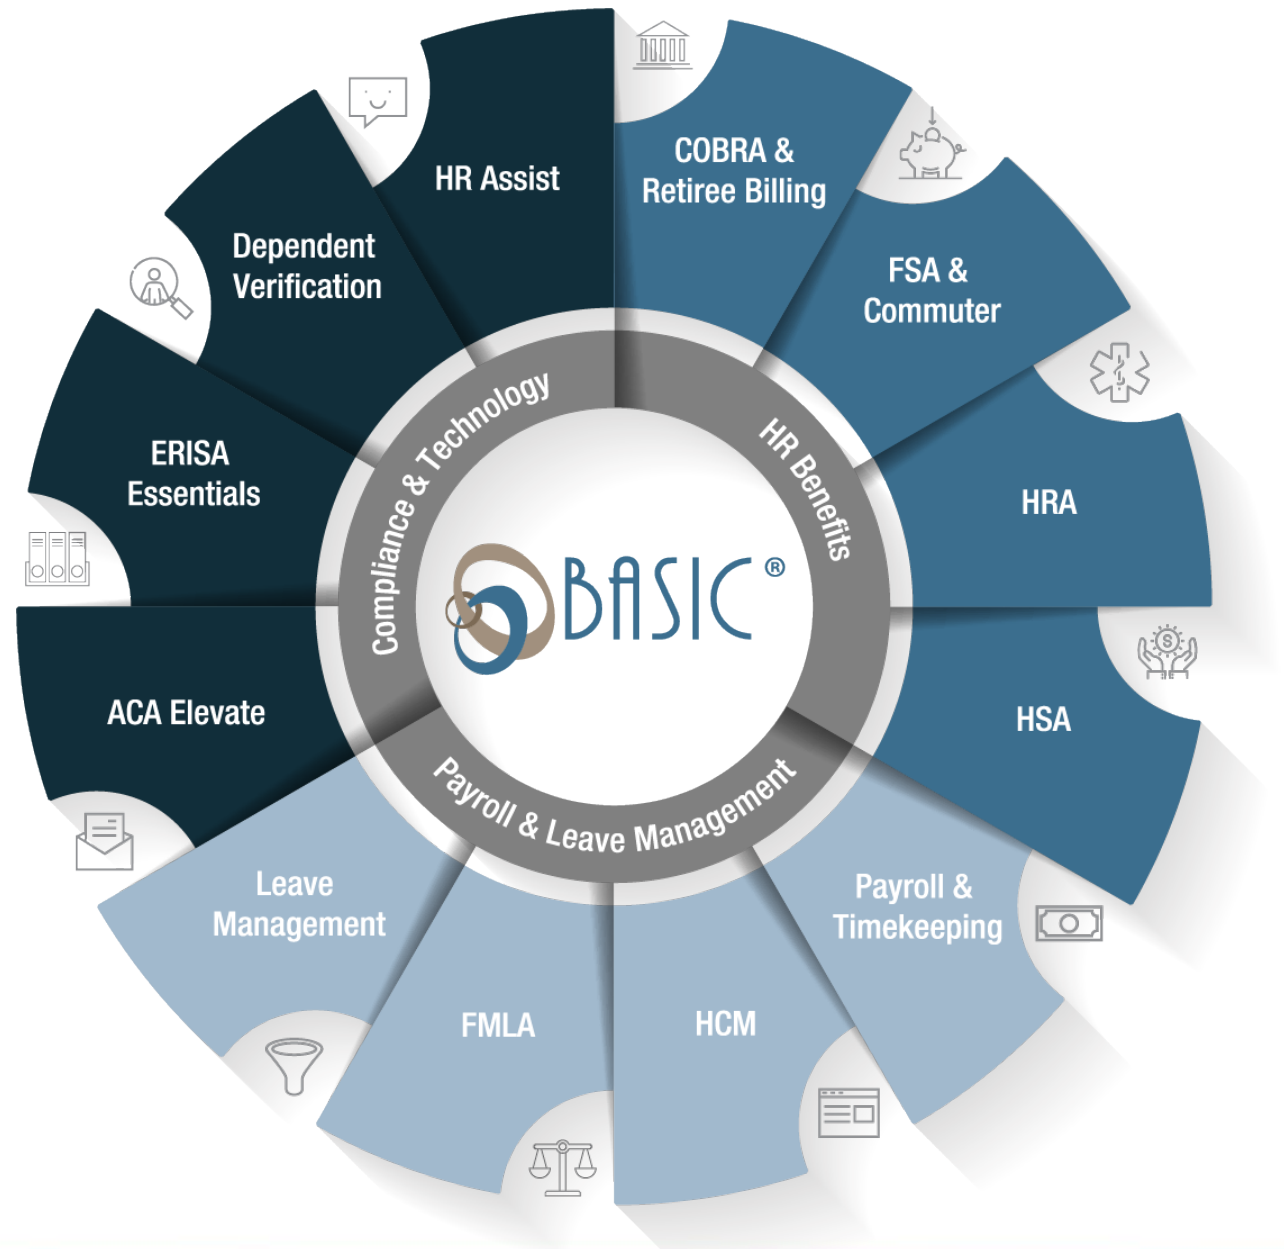 HR Assist
COBRA &
Retiree Billing
FSA &
Commuter
HRA
HSA
Payroll &
Timekeeping
HCM
FMLA
Leave
Management
ACA Elevate
ERISA
Essentials
Dependent
Verification
Compliance & Technology
HR Benefits
Payroll & Leave Management
BASIC®
S